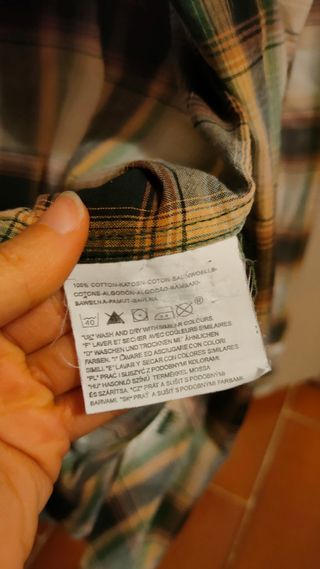 100% COTTON-KATOEN-COTON-BAUMWOLLE-
COTONE-ALGODÓN-ALGODÃO-BAMBAKI-
BAWEŁNA-PAMUT-BAVLNA
40
"UK" WASH AND DRY WITH SIMILAR COLOURS.
"F" LAVER ET SECHER AVEC COULEURS SIMILAIRES.
"D" WASCHEN UND TROCKNEN MIT ÄHNLICHEN
FARBEN. "I" LAVARE ED ASCIUGARE CON COLORI
SIMILI. "E" LAVAR Y SECAR CON COLORES SIMILARES.
"PL" PRAĆ I SUSZYĆ Z PODOBNYMI KOLORAMI.
"HU" HASONLÓ SZÍNŰ TERMÉKKEL MOSSA
ÉS SZÁRÍTSA. "CZ" PRAT A SUŠIT S PODOBNÝMI
BARVAMI. "SK" PRAŤ A SUŠIŤ S PODOBNÝMI FARBAMI.